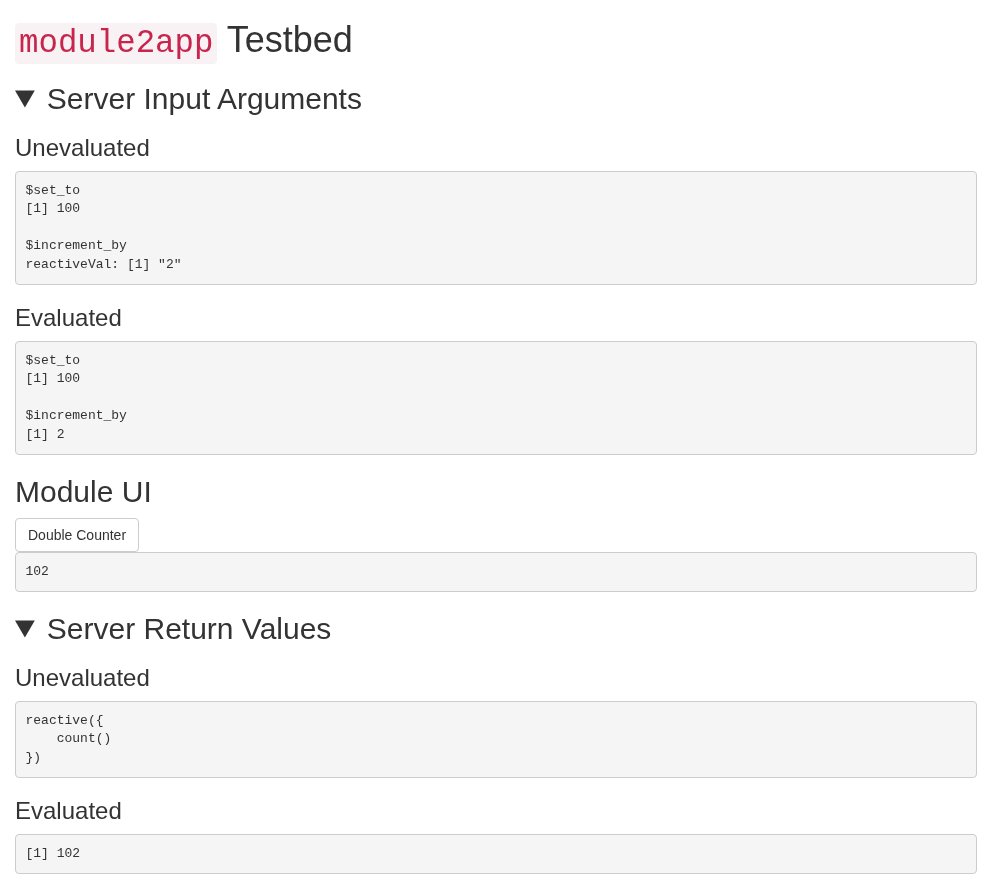 module2app Testbed
Server Input Arguments
Unevaluated
$set_to
[1] 100
$increment_by
reactiveVal: [1] "2"
Evaluated
$set_to
[1] 100
$increment_by
[1] 2
Module UI
Double Counter
102
Server Return Values
Unevaluated
reactive({
    count()
})
Evaluated
[1] 102